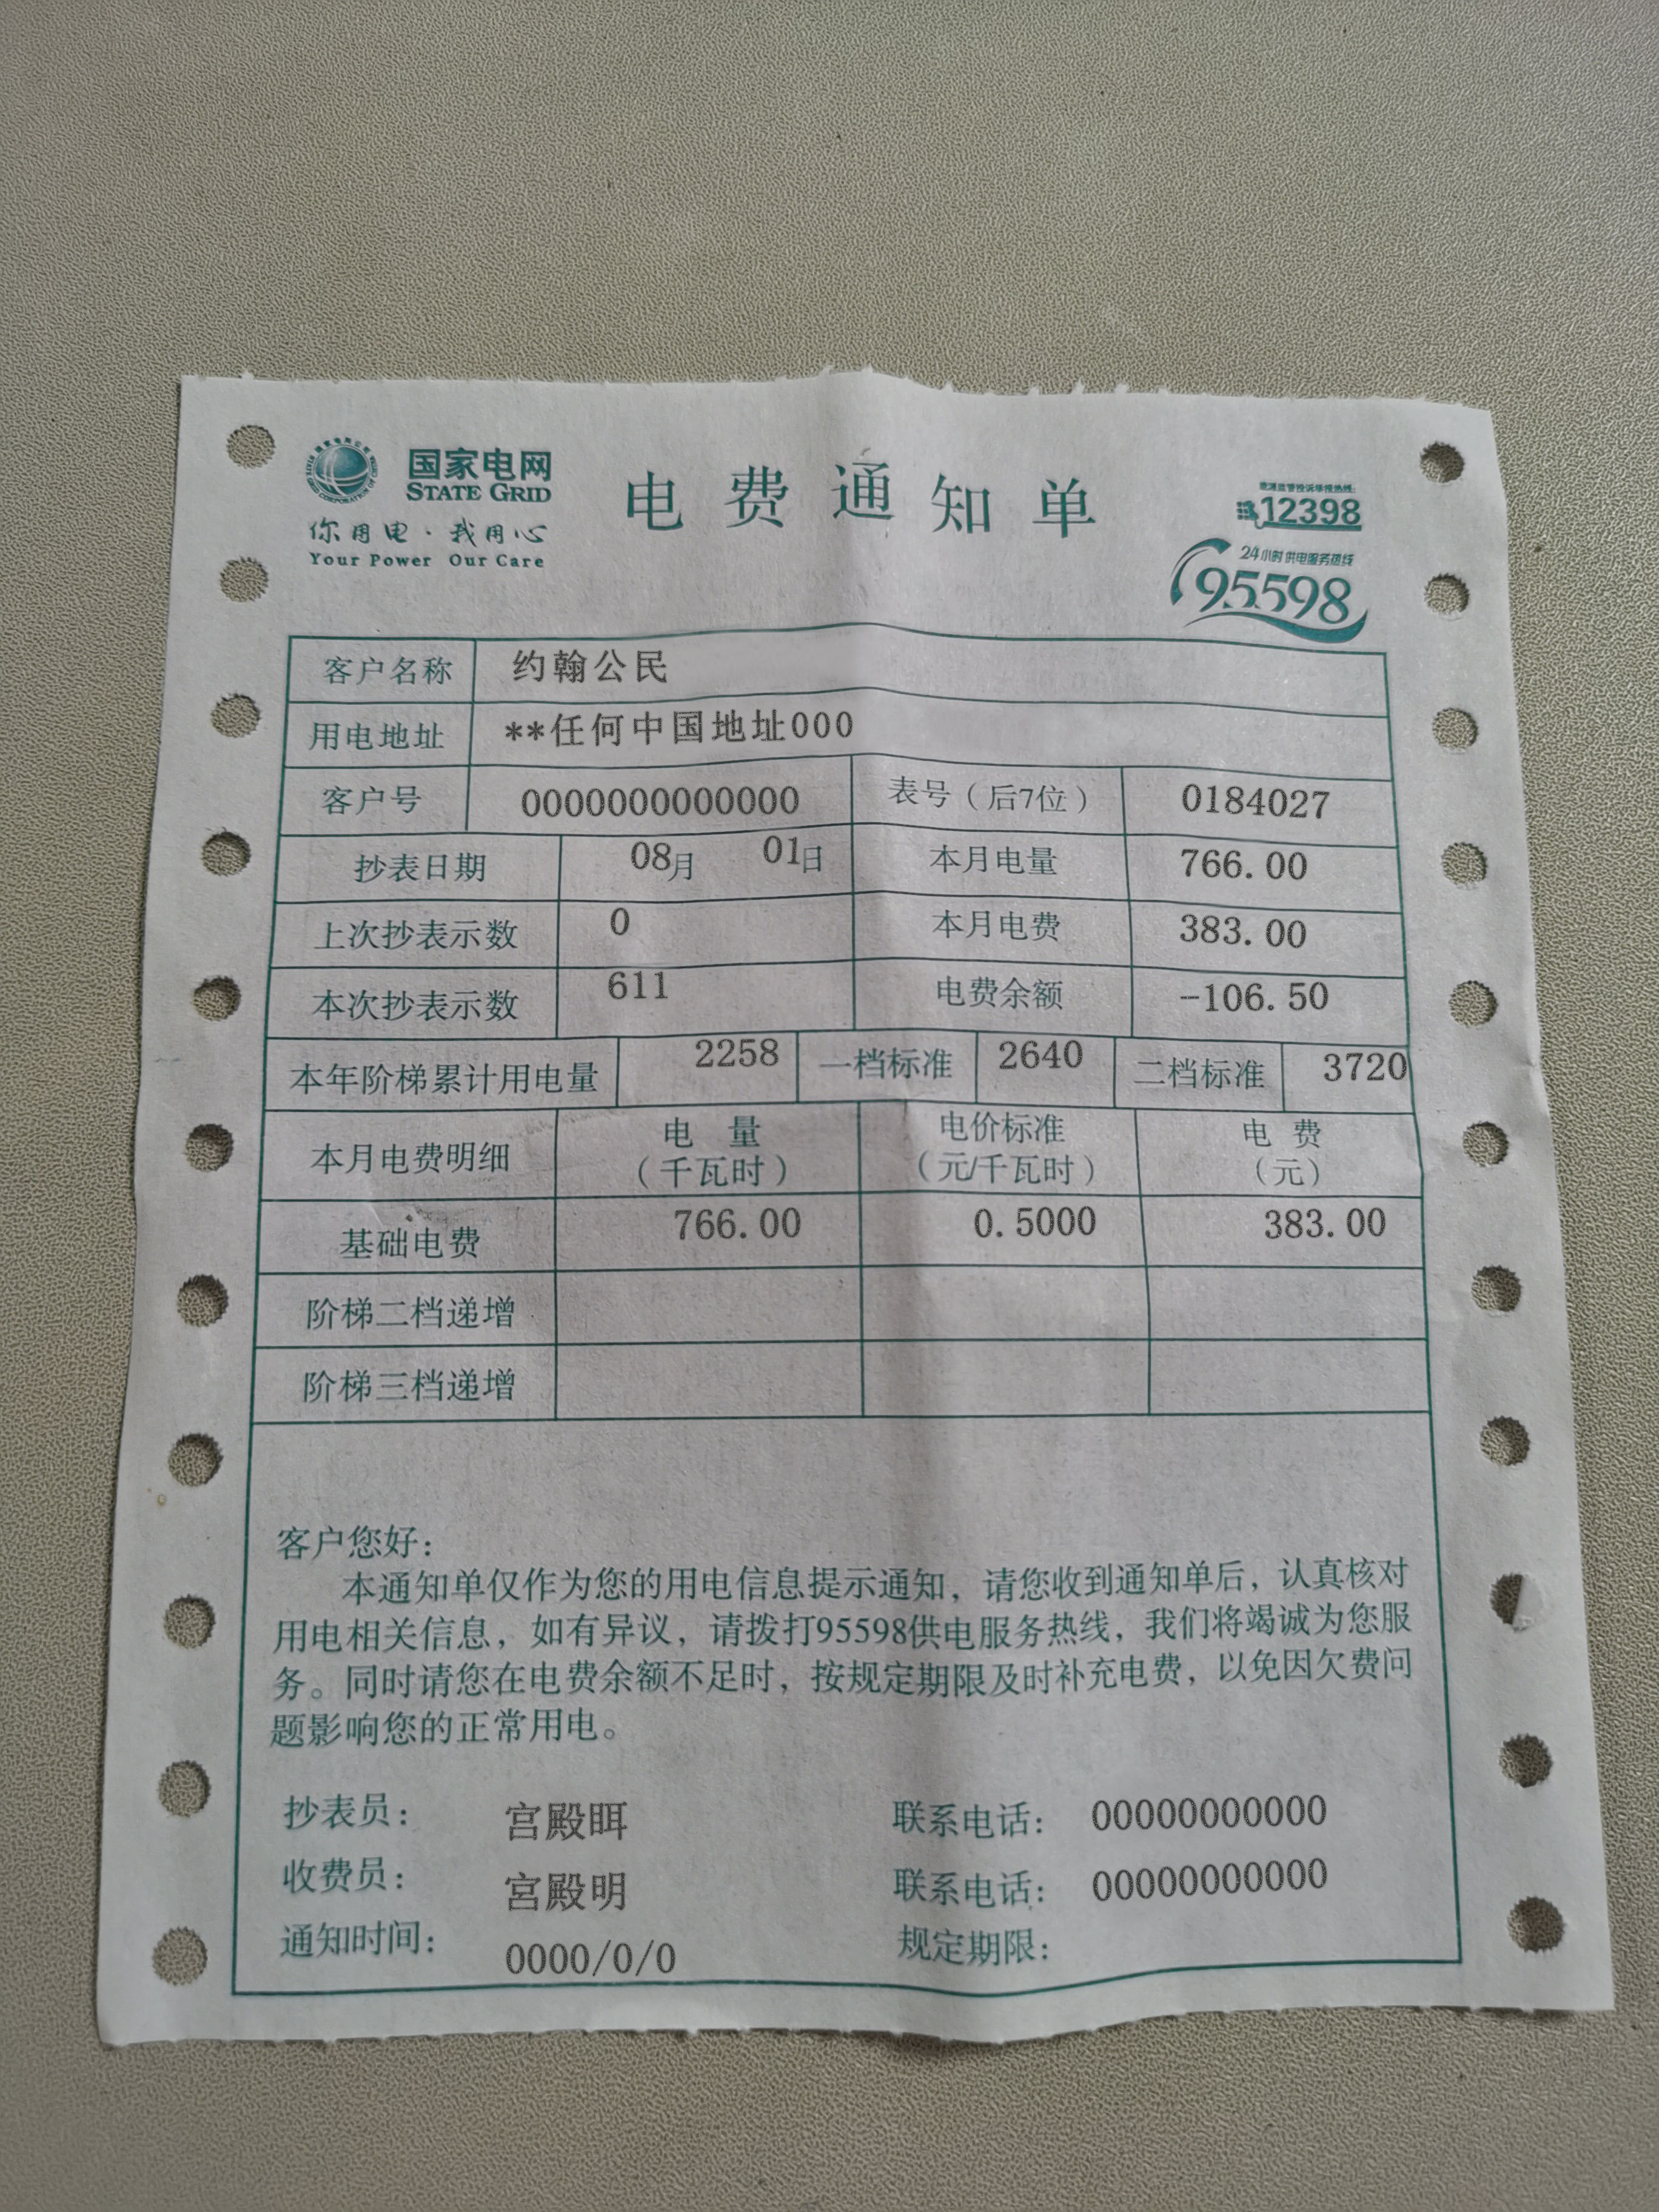 国家电网
STATE GRID
你用电·我用心
Your Power Our Care
电费通知单
12398
24小时供电服务热线
95598
客户名称 约翰公民
用电地址 **任何中国地址000
客户号 0000000000000 表号（后7位） 0184027
抄表日期 08月 01日 本月电量 766.00
上次抄表示数 0 本月电费 383.00
本次抄表示数 611 电费余额 -106.50
本年阶梯累计用电量 2258 一档标准 2640 二档标准 3720
本月电费明细 电量（千瓦时） 电价标准（元/千瓦时） 电费（元）
基础电费 766.00 0.5000 383.00
阶梯二档递增
阶梯三档递增
客户您好：
本通知单仅作为您的用电信息提示通知，请您收到通知单后，认真核对
用电相关信息，如有异议，请拨打95598供电服务热线，我们将竭诚为您服
务。同时请您在电费余额不足时，按规定期限及时补充电费，以免因欠费问
题影响您的正常用电。
抄表员： 宫殿眲 联系电话： 00000000000
收费员： 宫殿明 联系电话： 00000000000
通知时间： 0000/0/0 规定期限：